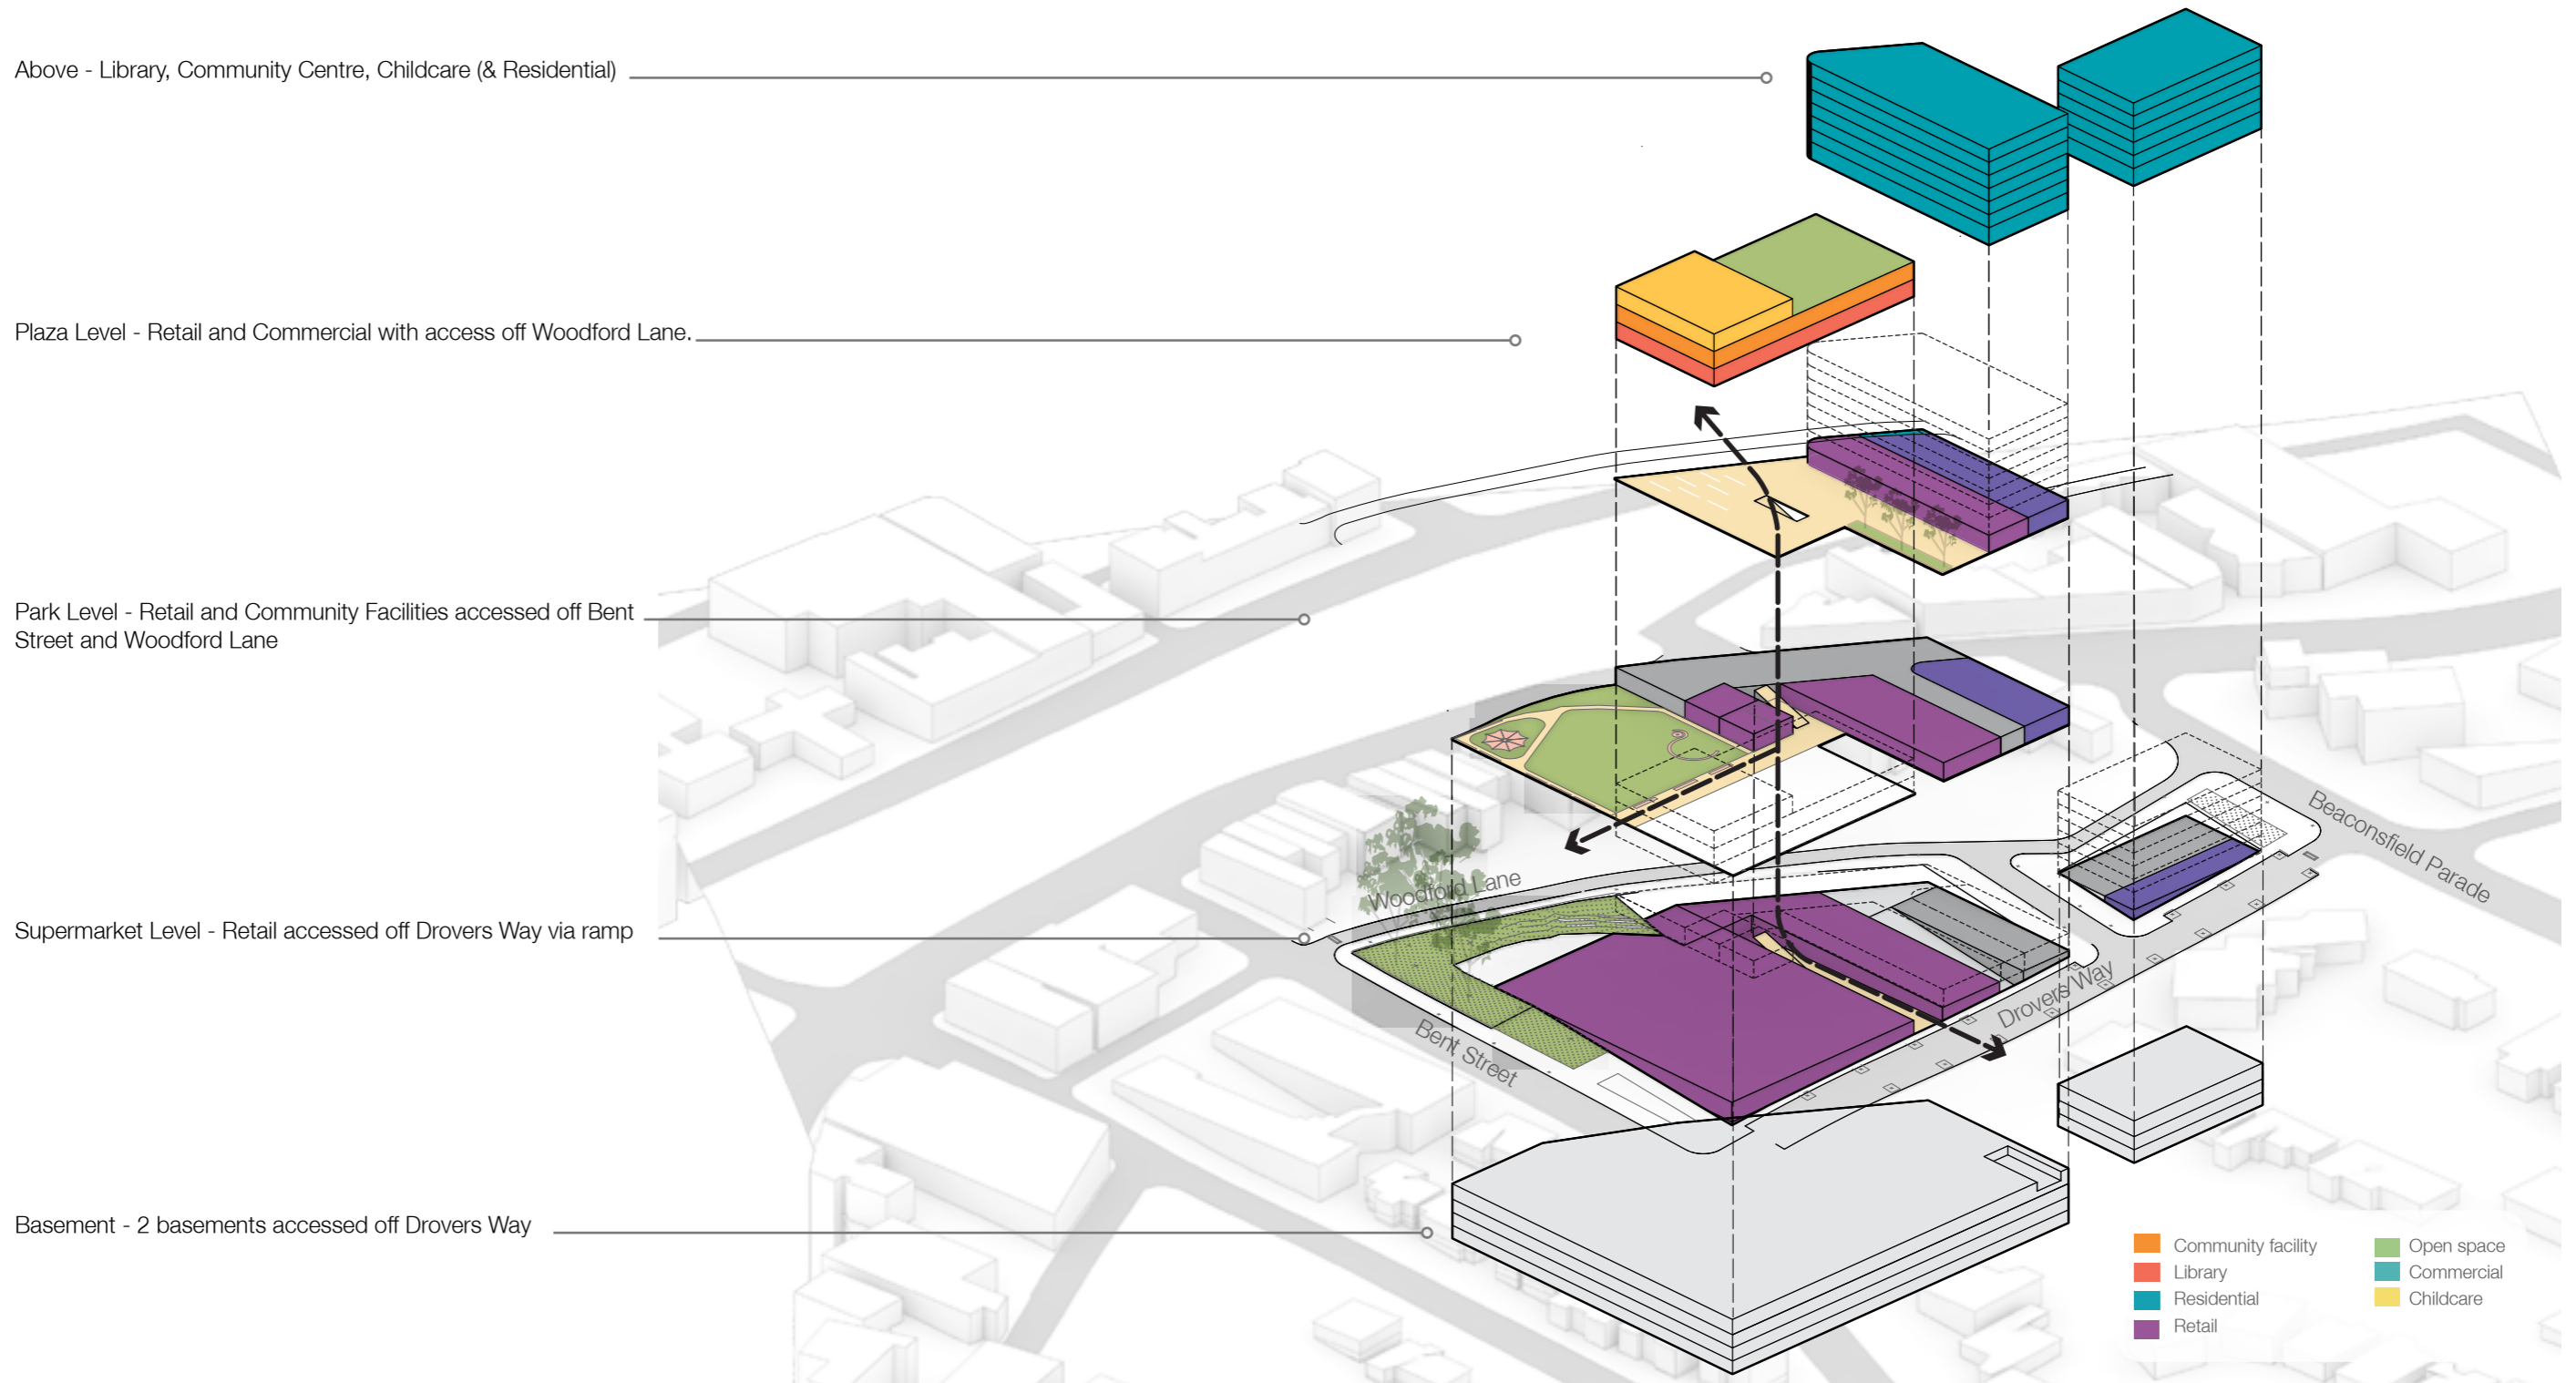 Above - Library, Community Centre, Childcare (& Residential)
Plaza Level - Retail and Commercial with access off Woodford Lane.
Park Level - Retail and Community Facilities accessed off Bent
Street and Woodford Lane
Supermarket Level - Retail accessed off Drovers Way via ramp
Basement - 2 basements accessed off Drovers Way
Woodford Lane
Bent Street
Drovers Way
Beaconsfield Parade
Community facility
Library
Residential
Retail
Open space
Commercial
Childcare